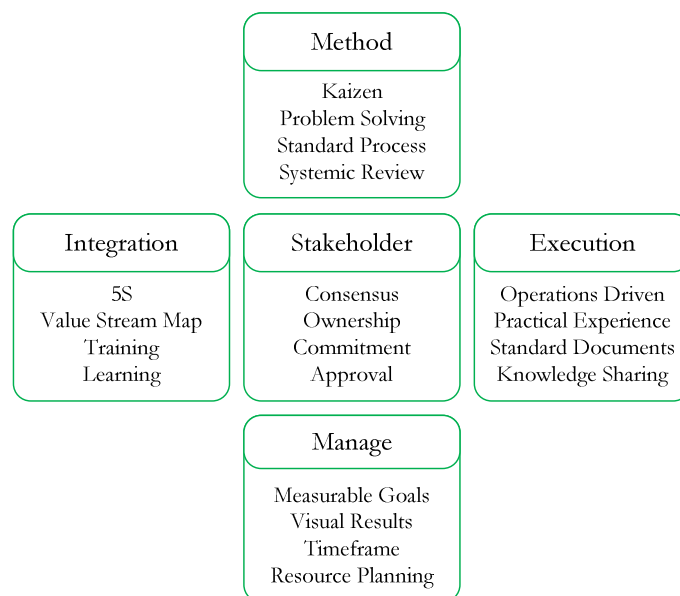 Method
Kaizen
Problem Solving
Standard Process
Systemic Review
Integration
5S
Value Stream Map
Training
Learning
Stakeholder
Consensus
Ownership
Commitment
Approval
Execution
Operations Driven
Practical Experience
Standard Documents
Knowledge Sharing
Manage
Measurable Goals
Visual Results
Timeframe
Resource Planning